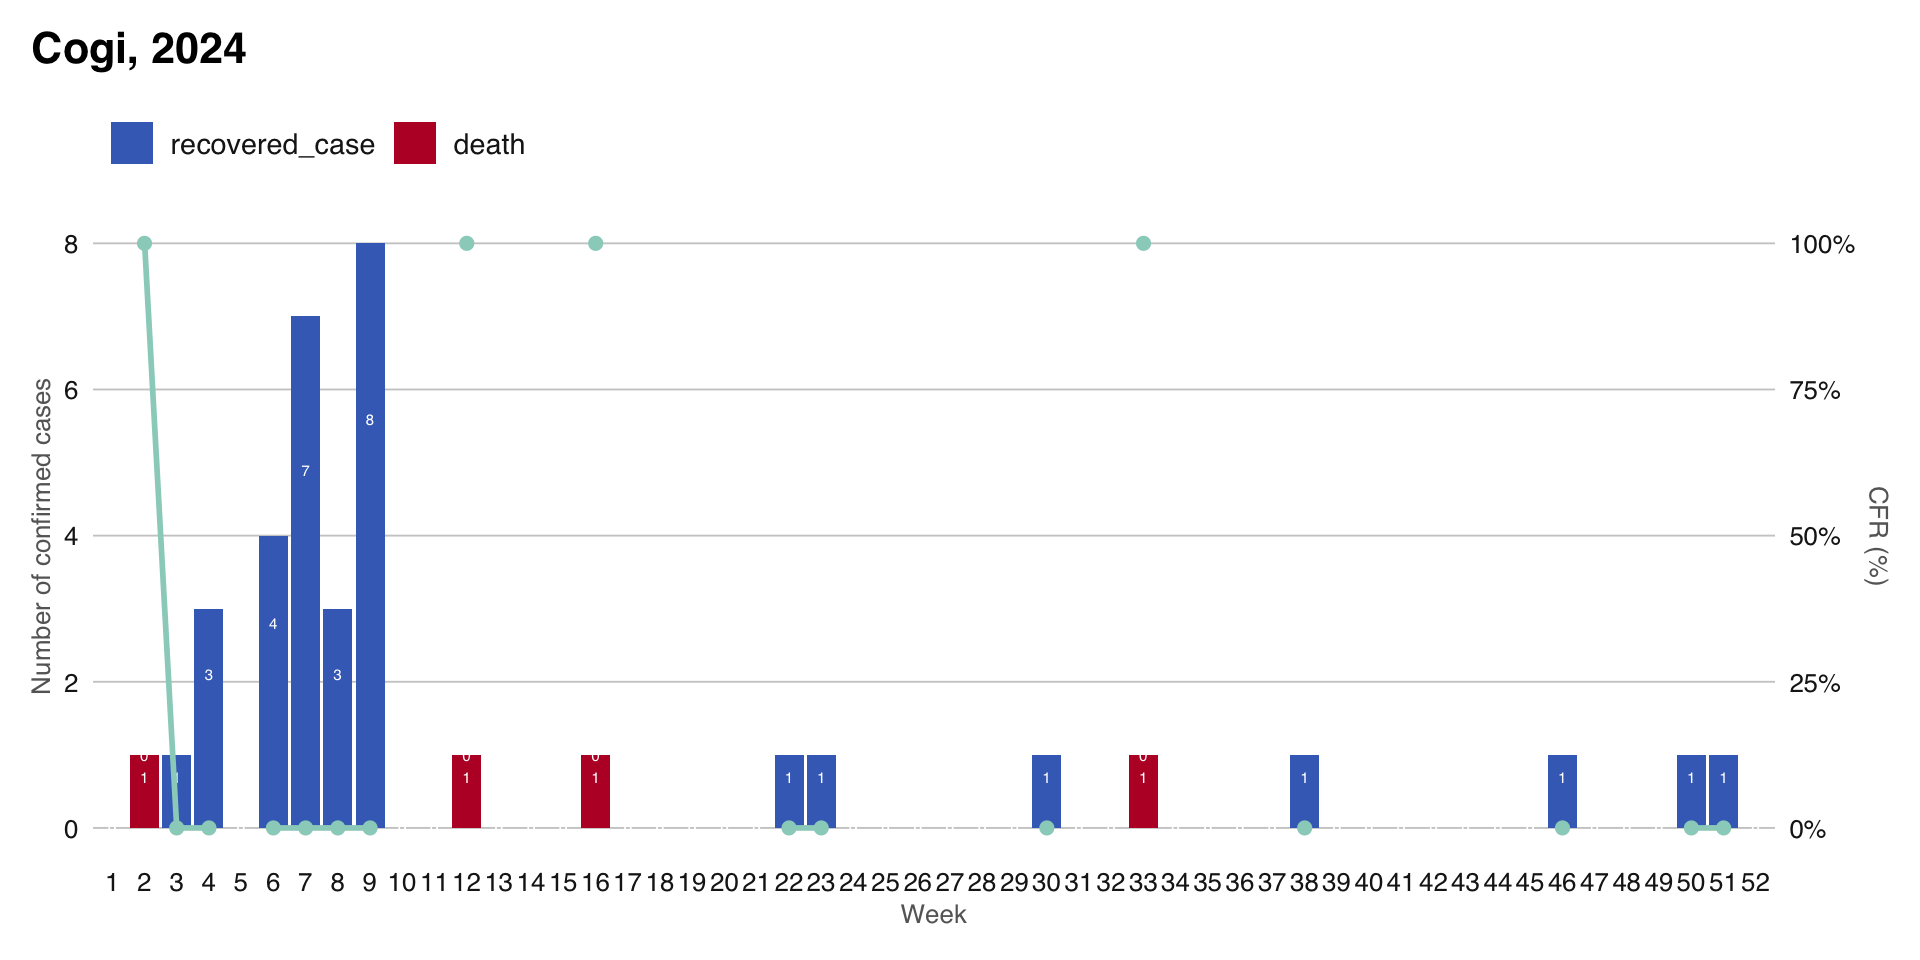 Cogi, 2024
recovered_case death
8 100%
6 75%
4 50%
2 25%
0 0%
Number of confirmed cases
CFR (%)
8
7
4
3 3
0 0 0 0
1 1 1 1 1 1 1 1 1 1 1 1
1 2 3 4 5 6 7 8 9 10 11 12 13 14 15 16 17 18 19 20 21 22 23 24 25 26 27 28 29 30 31 32 33 34 35 36 37 38 39 40 41 42 43 44 45 46 47 48 49 50 51 52
Week